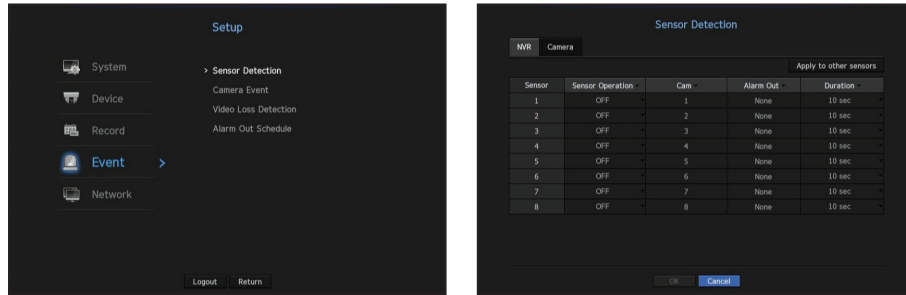 Setup
System
Device
Record
Event >
Network
> Sensor Detection
Camera Event
Video Loss Detection
Alarm Out Schedule
Logout Return
Sensor Detection
NVR Camera
Apply to other sensors
Sensor Sensor Operation Cam Alarm Out Duration
1 OFF 1 None 10 sec
2 OFF 2 None 10 sec
3 OFF 3 None 10 sec
4 OFF 4 None 10 sec
5 OFF 5 None 10 sec
6 OFF 6 None 10 sec
7 OFF 7 None 10 sec
8 OFF 8 None 10 sec
OK Cancel